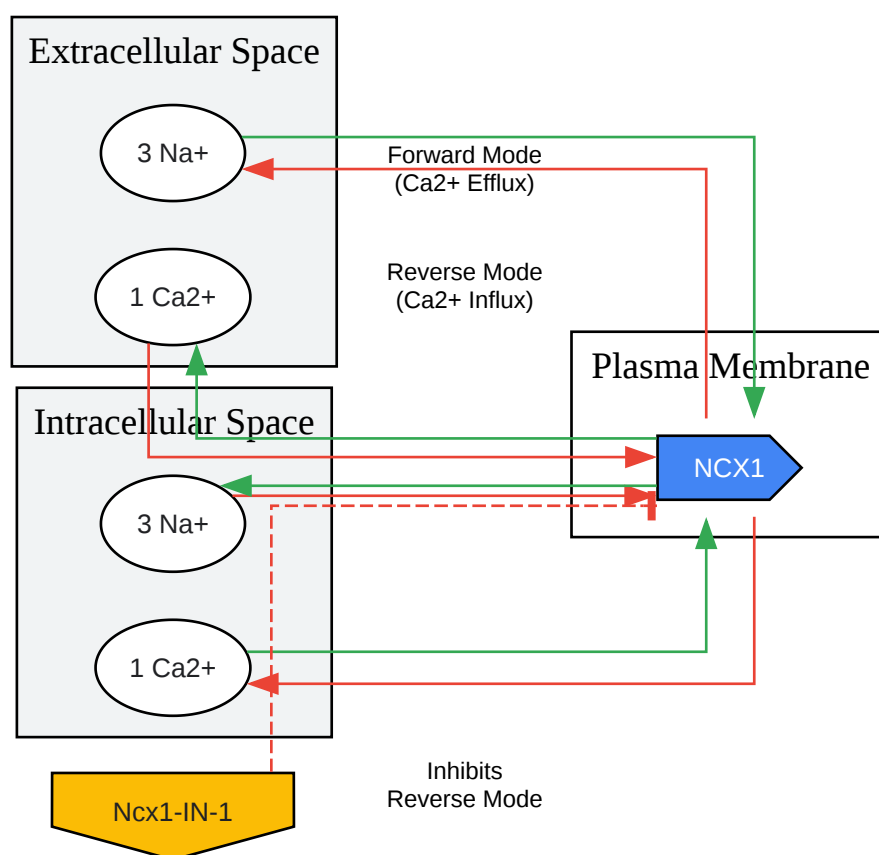 Extracellular Space
3 Na+
Forward Mode
(Ca2+ Efflux)
1 Ca2+
Reverse Mode
(Ca2+ Influx)
Plasma Membrane
NCX1
Intracellular Space
3 Na+
1 Ca2+
Inhibits
Reverse Mode
Ncx1-IN-1